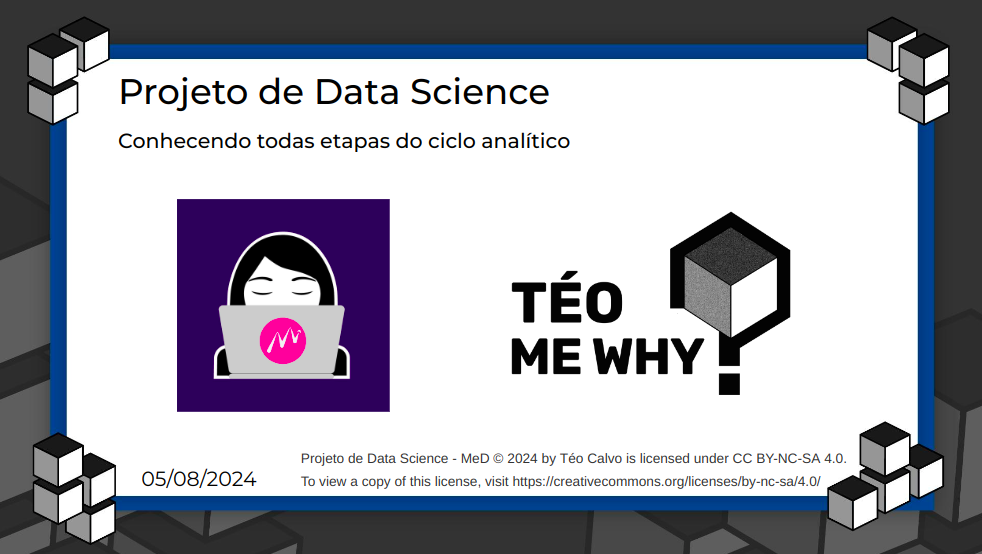 Projeto de Data Science
Conhecendo todas etapas do ciclo analítico
TÉO
ME WHY
05/08/2024
Projeto de Data Science - MeD © 2024 by Téo Calvo is licensed under CC BY-NC-SA 4.0.
To view a copy of this license, visit https://creativecommons.org/licenses/by-nc-sa/4.0/